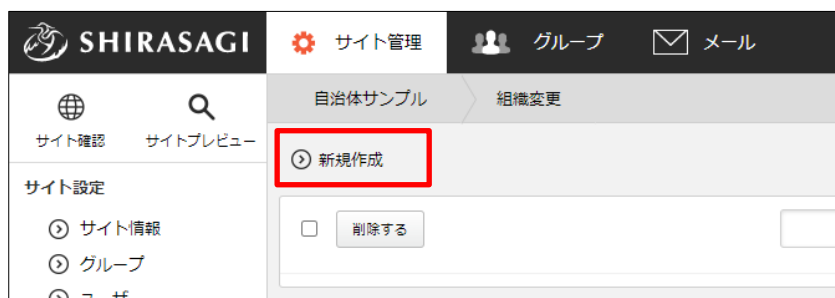 SHIRASAGI
サイト管理
グループ
メール
サイト確認
サイトプレビュー
自治体サンプル
組織変更
新規作成
サイト設定
サイト情報
グループ
ユーザ
削除する